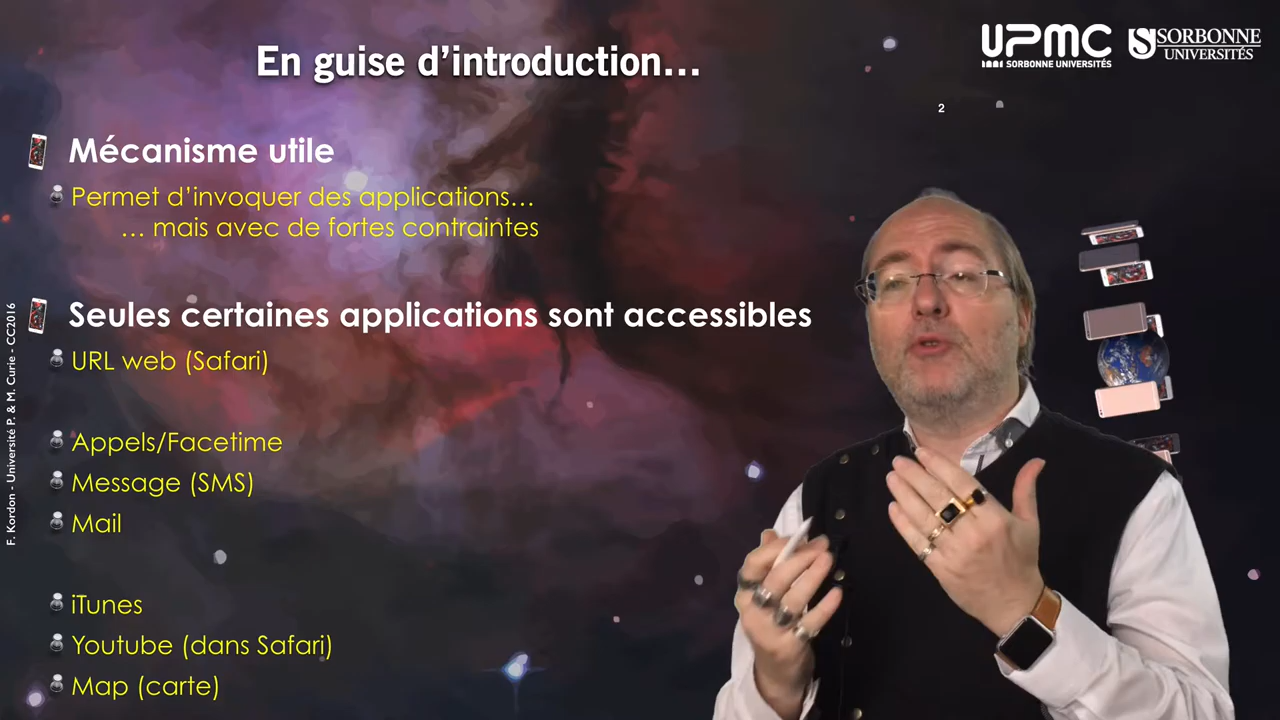 En guise d’introduction…
UPMC
SORBONNE UNIVERSITÉS
SORBONNE
UNIVERSITÉS
2
Mécanisme utile
Permet d’invoquer des applications…
… mais avec de fortes contraintes
Seules certaines applications sont accessibles
URL web (Safari)
Appels/Facetime
Message (SMS)
Mail
iTunes
Youtube (dans Safari)
Map (carte)
F. Kordon - Université P. & M. Curie - CC2016